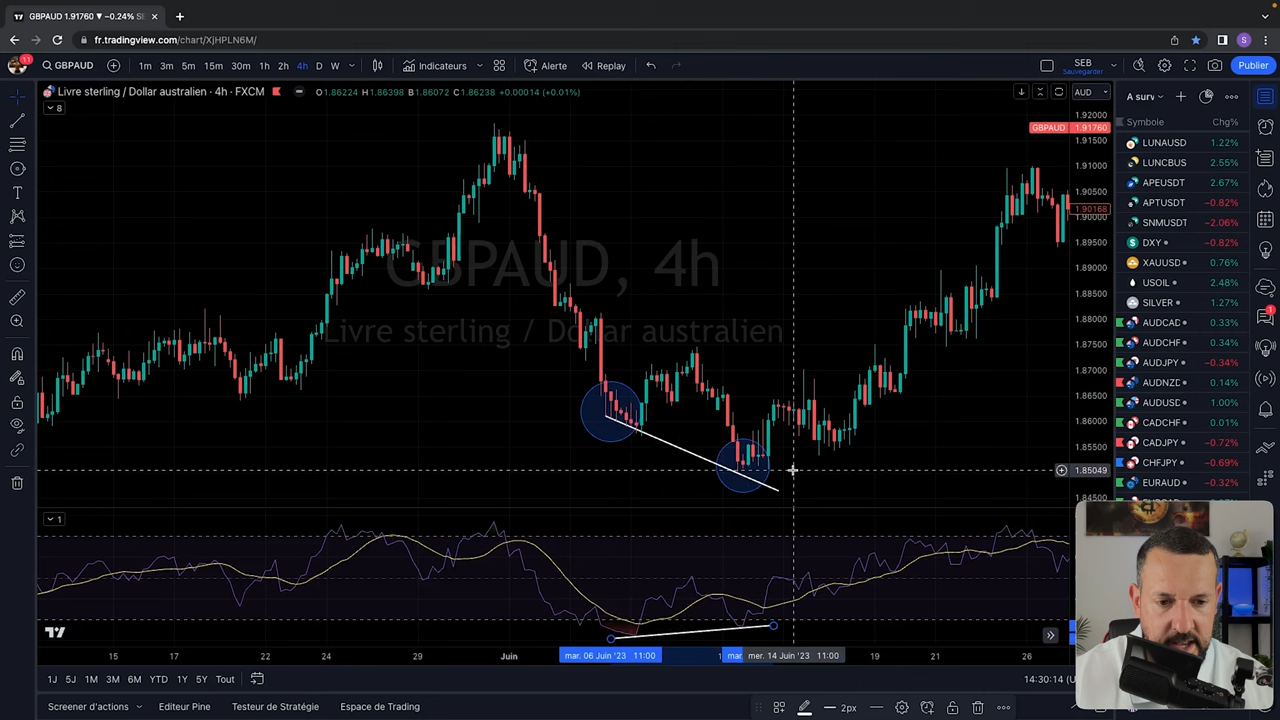 GBPAUD 1.91760 ▼ −0.24% SE
fr.tradingview.com/chart/XjHPLN6M/
S
11
GBPAUD
1m 3m 5m 15m 30m 1h 2h 4h D W
Indicateurs
Alerte
Replay
SEB
Sauvegarder
Publier
Livre sterling / Dollar australien · 4h · FXCM
O1.86224 H1.86398 B1.86072 C1.86238 +0.00014 (+0.01%)
8
AUD
A surv
Symbole Chg%
GBPAUD, 4h
Livre sterling / Dollar australien
1.92000
GBPAUD 1.91760
1.91500
1.91000
1.90500
1.90168
1.90000
1.89500
1.89000
1.88500
1.88000
1.87500
1.87000
1.86500
1.86000
1.85500
1.85049
1.84500
LUNAUSD 1.22%
LUNCBUS 2.55%
APEUSDT 2.67%
APTUSDT −0.82%
SNMUSDT −2.06%
DXY −0.82%
XAUUSD 0.76%
USOIL 2.48%
SILVER 1.27%
AUDCAD 0.33%
AUDCHF 0.34%
AUDJPY −0.34%
AUDNZD 0.14%
AUDUSD 1.00%
CADCHF 0.01%
CADJPY −0.72%
CHFJPY −0.69%
EURAUD −0.32%
1
15 17 22 24 29 Juin mar. 06 Juin '23 11:00 mar mer. 14 Juin '23 11:00 19 21 26
1J 5J 1M 3M 6M YTD 1Y 5Y Tout
14:30:14 (U
Screener d'actions
Editeur Pine
Testeur de Stratégie
Espace de Trading
2px